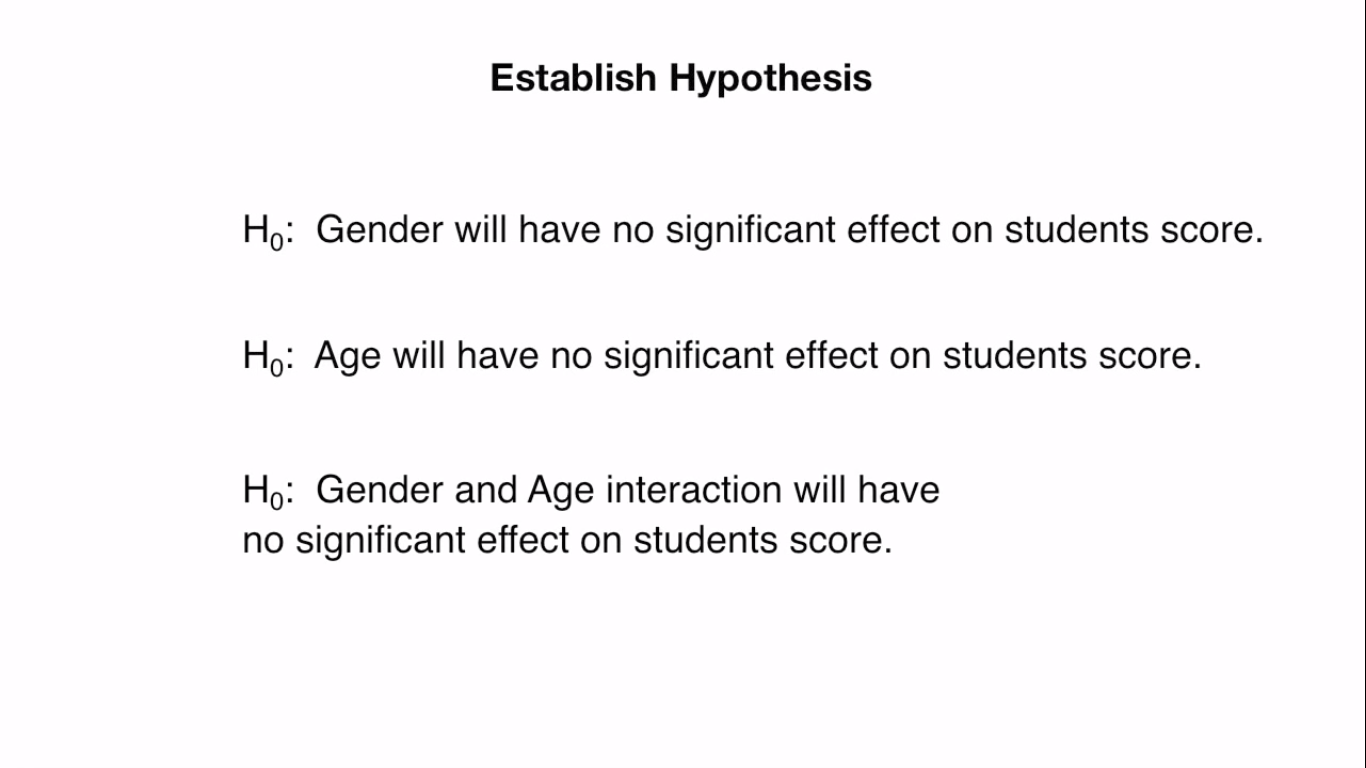 Establish Hypothesis
H₀: Gender will have no significant effect on students score.
H₀: Age will have no significant effect on students score.
H₀: Gender and Age interaction will have
no significant effect on students score.